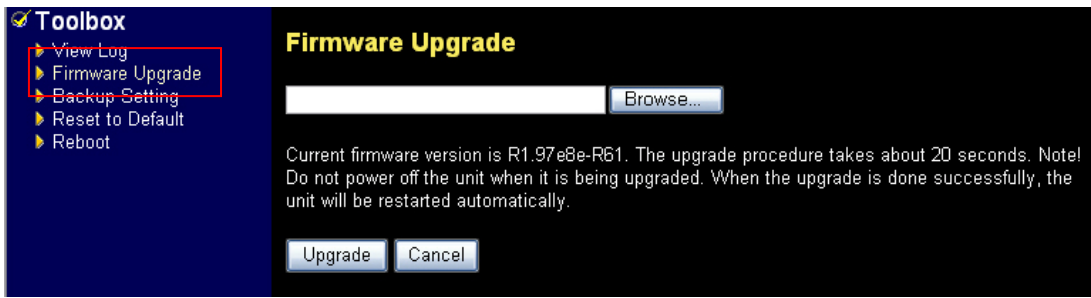 Toolbox
View Log
Firmware Upgrade
Backup Setting
Reset to Default
Reboot
Firmware Upgrade
Browse...
Current firmware version is R1.97e8e-R61. The upgrade procedure takes about 20 seconds. Note!
Do not power off the unit when it is being upgraded. When the upgrade is done successfully, the
unit will be restarted automatically.
Upgrade Cancel